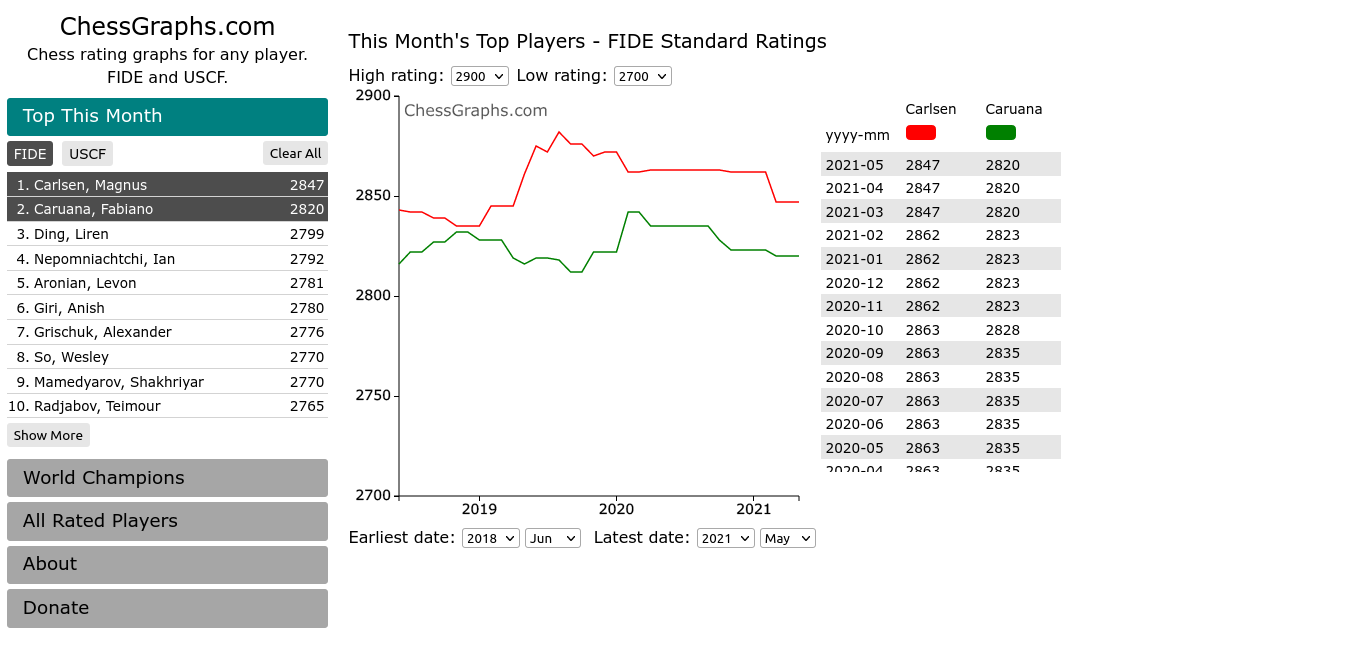 ChessGraphs.com
Chess rating graphs for any player.
FIDE and USCF.
Top This Month
FIDE USCF Clear All
1. Carlsen, Magnus 2847
2. Caruana, Fabiano 2820
3. Ding, Liren 2799
4. Nepomniachtchi, Ian 2792
5. Aronian, Levon 2781
6. Giri, Anish 2780
7. Grischuk, Alexander 2776
8. So, Wesley 2770
9. Mamedyarov, Shakhriyar 2770
10. Radjabov, Teimour 2765
Show More
World Champions
All Rated Players
About
Donate
This Month's Top Players - FIDE Standard Ratings
High rating: 2900 Low rating: 2700
ChessGraphs.com
2900
2850
2800
2750
2700
2019 2020 2021
Earliest date: 2018 Jun Latest date: 2021 May
Carlsen Caruana
yyyy-mm
2021-05 2847 2820
2021-04 2847 2820
2021-03 2847 2820
2021-02 2862 2823
2021-01 2862 2823
2020-12 2862 2823
2020-11 2862 2823
2020-10 2863 2828
2020-09 2863 2835
2020-08 2863 2835
2020-07 2863 2835
2020-06 2863 2835
2020-05 2863 2835
2020-04 2863 2835